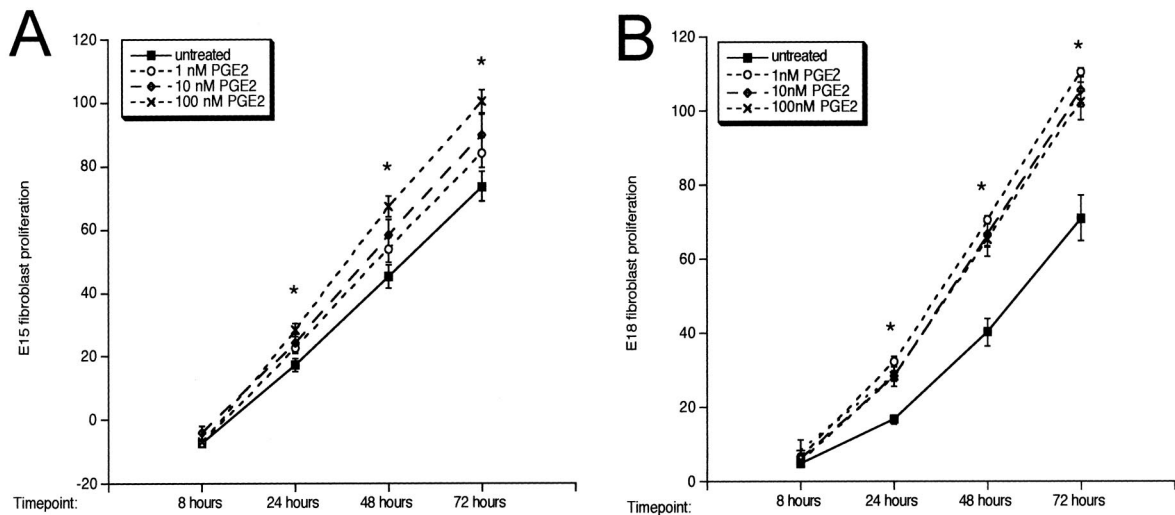 A
120
100
80
60
40
20
0
-20
E15 fibroblast proliferation
untreated
1 nM PGE2
10 nM PGE2
100 nM PGE2
*
*
*
Timepoint:
8 hours
24 hours
48 hours
72 hours
B
120
100
80
60
40
20
0
E18 fibroblast proliferation
untreated
1nM PGE2
10nM PGE2
100nM PGE2
*
*
*
Timepoint:
8 hours
24 hours
48 hours
72 hours